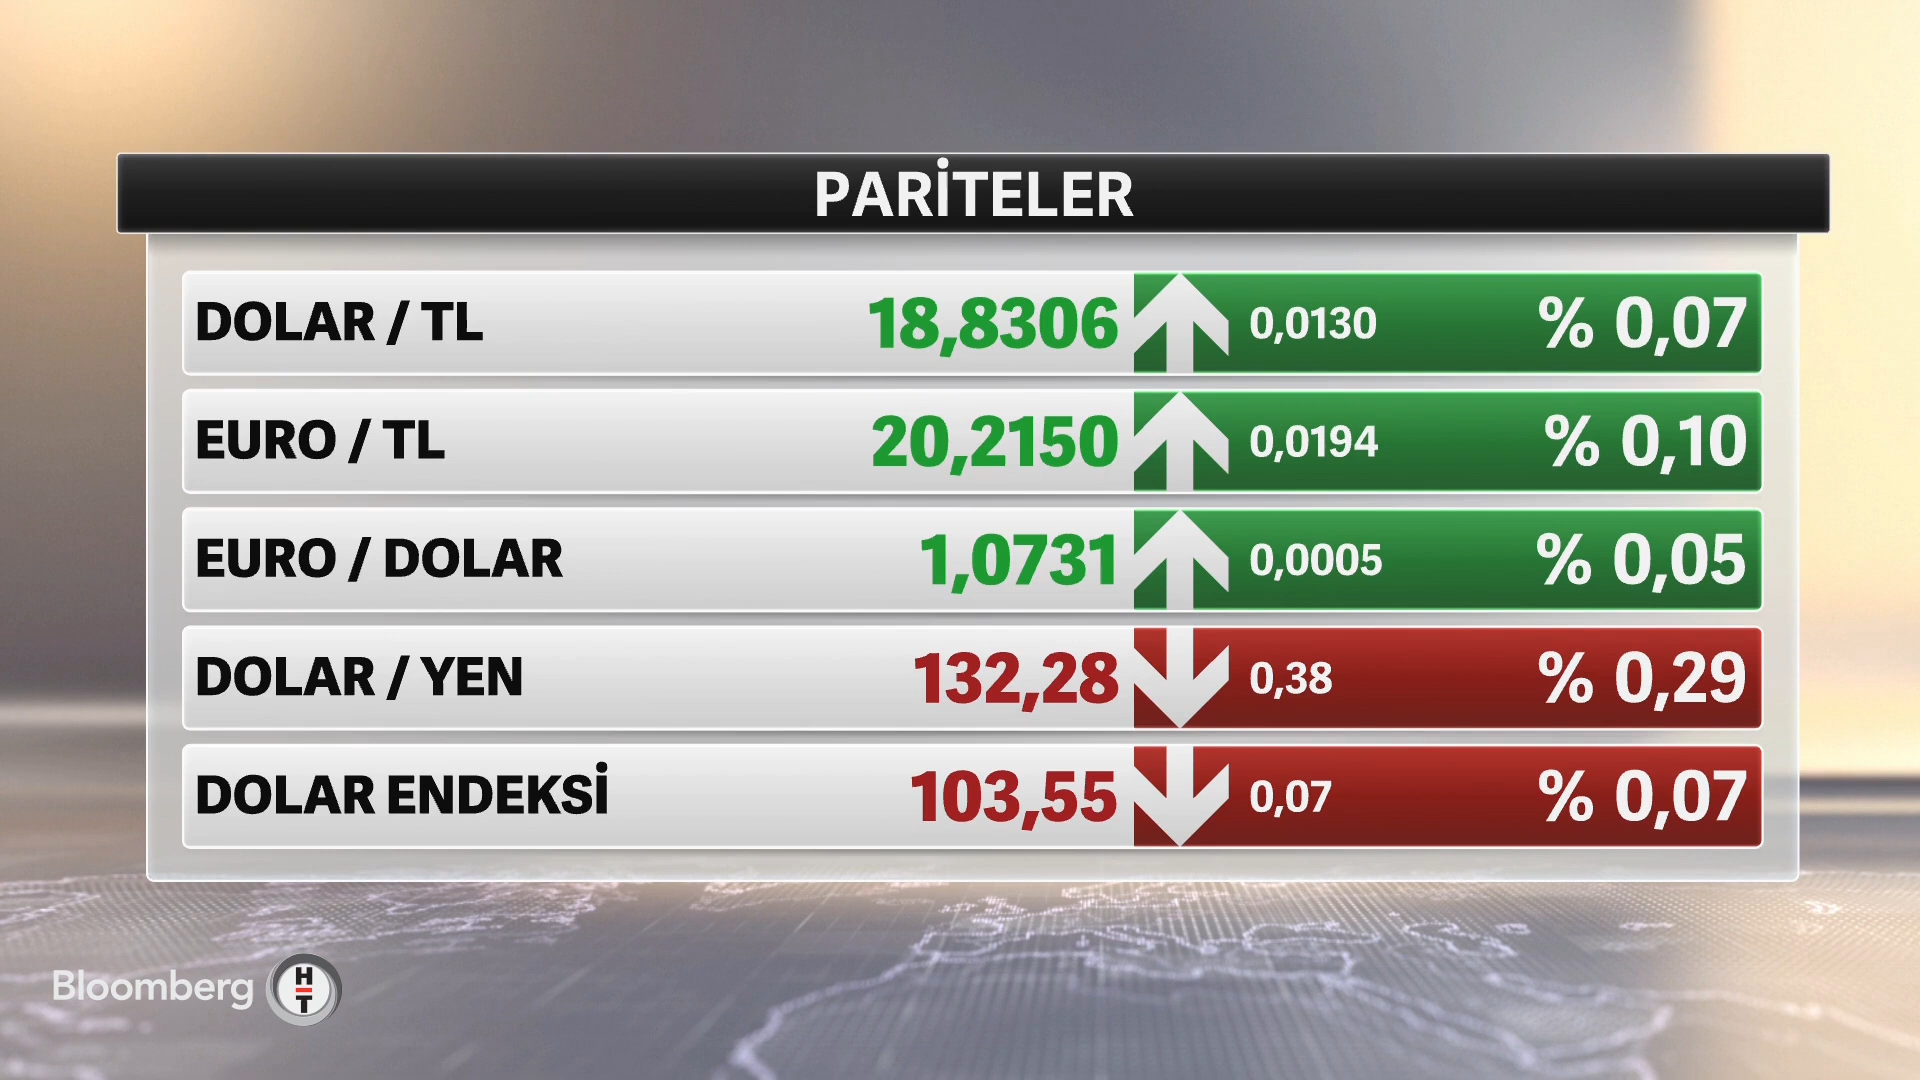 PARİTELER
DOLAR / TL 18,8306 0,0130 % 0,07
EURO / TL 20,2150 0,0194 % 0,10
EURO / DOLAR 1,0731 0,0005 % 0,05
DOLAR / YEN 132,28 0,38 % 0,29
DOLAR ENDEKSİ 103,55 0,07 % 0,07
Bloomberg HT